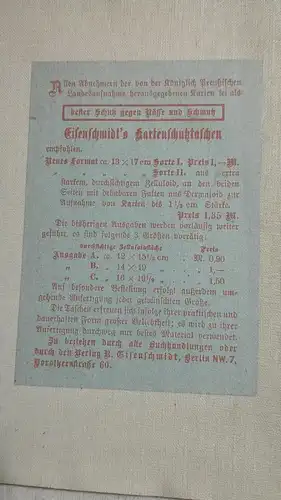 Allen Abnehmern des von der Königlich Preußischen
Landesaufnahme herausgegebenen Karten sei als
bester Schutz gegen Nässe und Schmutz
Eisenschmidt's Kartenschutztaschen
empfohlen.
Neues Format ca. 13 × 17 cm Sorte I. Preis 1,— M.
„ „ „ „ „ Sorte II. aus extra
starkem, durchsichtigem Zelluloid, an den beiden
Seiten mit dehnbaren Falten und Druckknopf zur
Aufnahme von Karten bis 1½ cm Stärke.
Preis 1,35 M.
Die bisherigen Ausgaben werden vorläufig weiter
geführt, es sind folgende 3 Größen vorrätig:
durchsichtige Zelluloidfläche Preis
Ausgabe A. ca. 12 × 15½ cm . M. 0,90
„ B. „ 14 × 19 „ . „ 1,—
„ C. „ 16 × 19½ „ . „ 1,50
Auf besondere Bestellung erfolgt außerdem umgehende
Anfertigung jeder gewünschten Größe.
Die Taschen erfreuen sich infolge ihrer praktischen und
dauerhaften Form großer Beliebtheit; es wird zu ihrer
Anfertigung durchweg nur bestes Material verwendet.
Zu beziehen durch alle Buchhandlungen oder
durch den Verlag R. Eisenschmidt, Berlin NW. 7,
Dorotheenstraße 60.